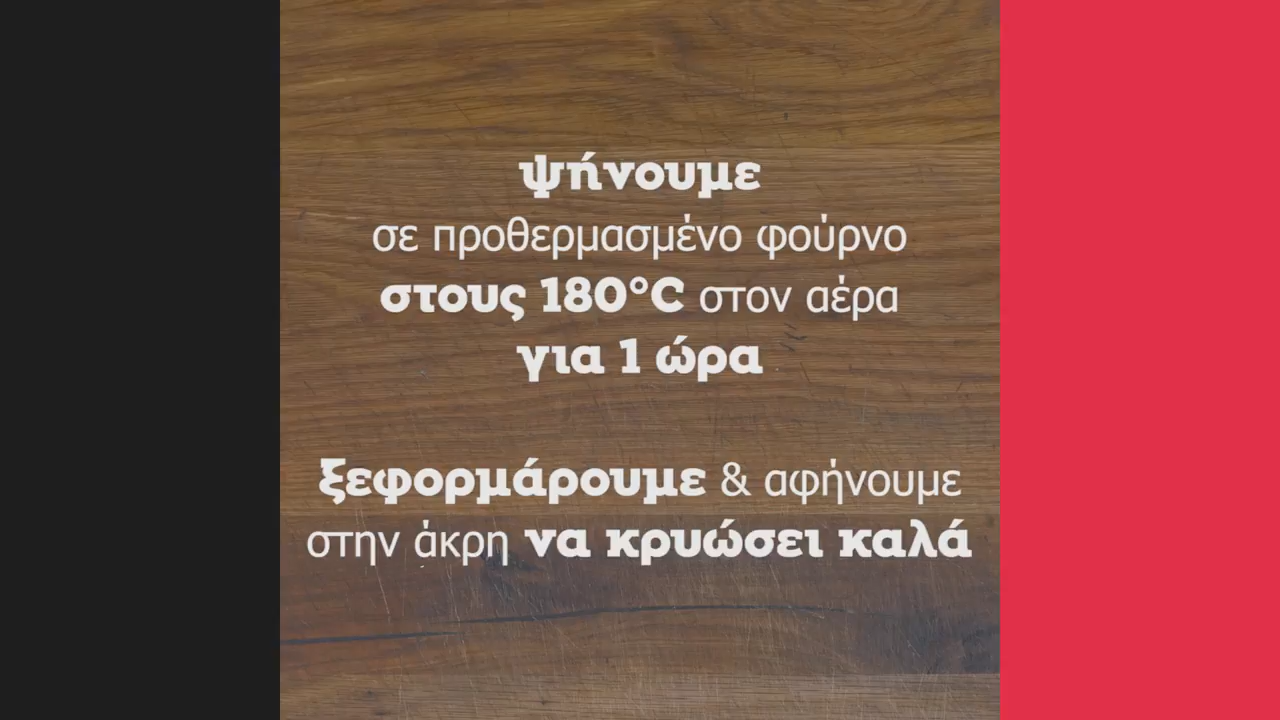 ψήνουμε
σε προθερμασμένο φούρνο
στους 180°C στον αέρα
για 1 ώρα
ξεφορμάρουμε & αφήνουμε
στην άκρη να κρυώσει καλά